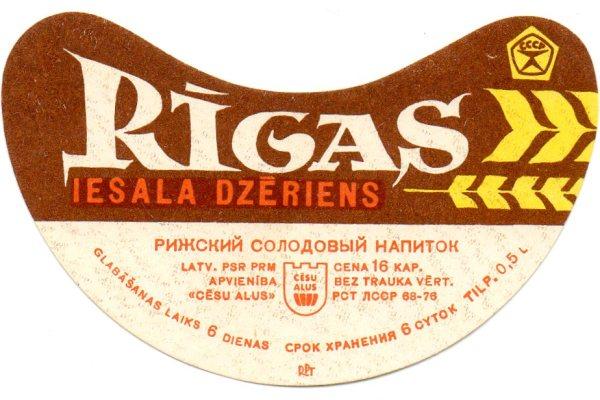 СССР
RĪGAS
IESALA DZĒRIENS
РИЖСКИЙ СОЛОДОВЫЙ НАПИТОК
LATV. PSR PRM
APVIENĪBA
«CĒSU ALUS»
CĒSU
ALUS
CENA 16 KAP.
BEZ TRAUKA VĒRT.
РСТ ЛССР 68-76
GLABĀŠANAS LAIKS 6 DIENAS СРОК ХРАНЕНИЯ 6 СУТОК TILP. 0,5 L